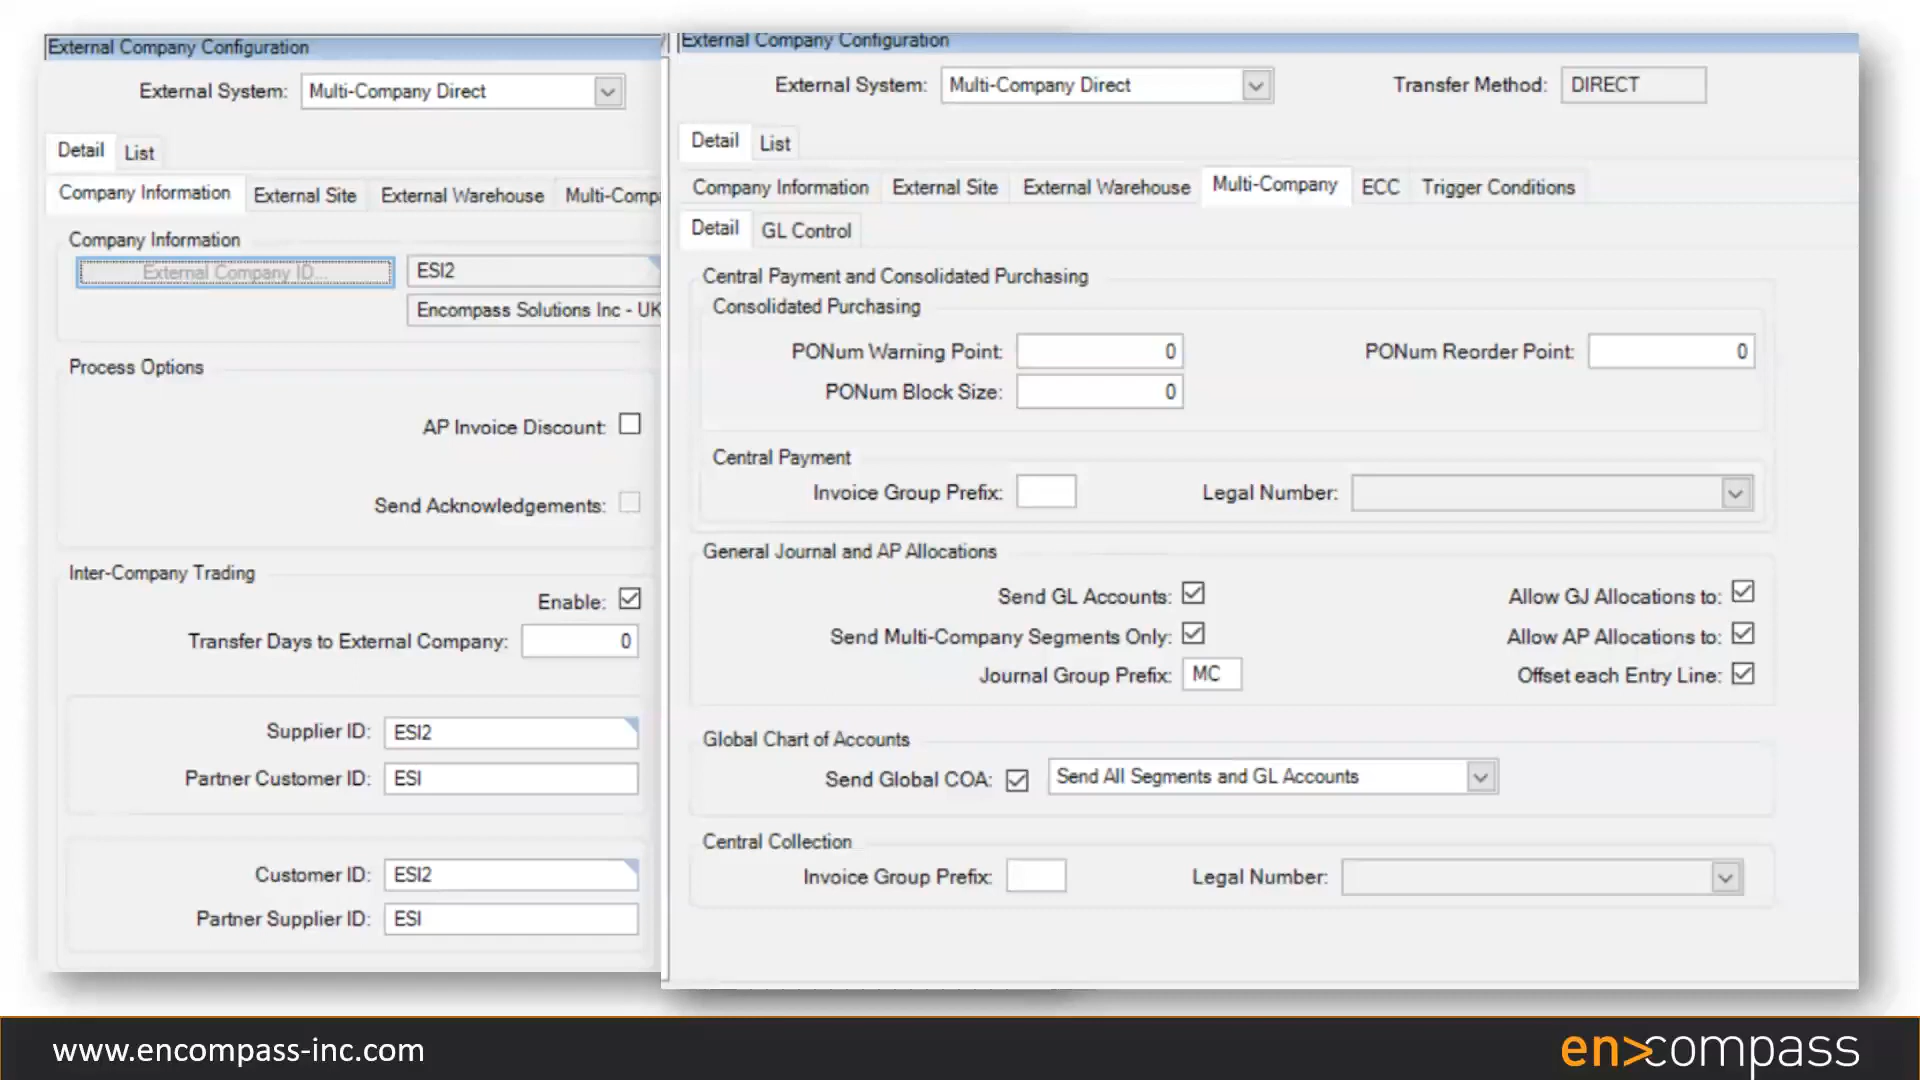 External Company Configuration
External System: Multi-Company Direct
Detail List
Company Information External Site External Warehouse Multi-Comp
Company Information
External Company ID... ESI2
Encompass Solutions Inc - UK
Process Options
AP Invoice Discount:
Send Acknowledgements:
Inter-Company Trading
Enable:
Transfer Days to External Company: 0
Supplier ID: ESI2
Partner Customer ID: ESI
Customer ID: ESI2
Partner Supplier ID: ESI
External Company Configuration
External System: Multi-Company Direct Transfer Method: DIRECT
Detail List
Company Information External Site External Warehouse Multi-Company ECC Trigger Conditions
Detail GL Control
Central Payment and Consolidated Purchasing
Consolidated Purchasing
PONum Warning Point: 0 PONum Reorder Point: 0
PONum Block Size: 0
Central Payment
Invoice Group Prefix: Legal Number:
General Journal and AP Allocations
Send GL Accounts: Allow GJ Allocations to:
Send Multi-Company Segments Only: Allow AP Allocations to:
Journal Group Prefix: MC Offset each Entry Line:
Global Chart of Accounts
Send Global COA: Send All Segments and GL Accounts
Central Collection
Invoice Group Prefix: Legal Number:
www.encompass-inc.com
en>compass